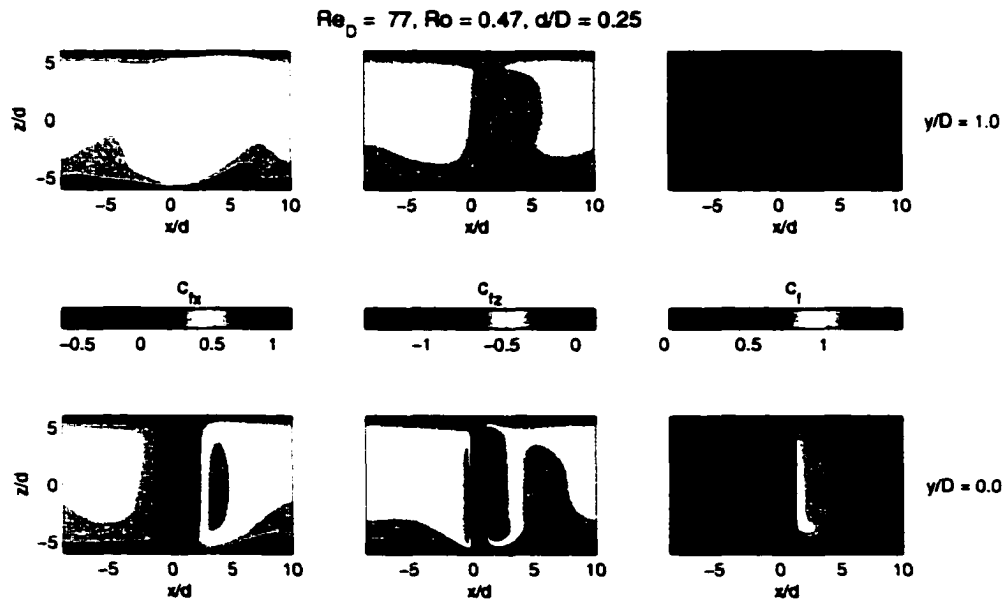 Re_D = 77, Ro = 0.47, d/D = 0.25
z/d
5
0
-5
-5 0 5 10
x/d
-5 0 5 10
x/d
-5 0 5 10
x/d
y/D = 1.0
C_fx
-0.5 0 0.5 1
C_fz
-1 -0.5 0
C_f
0 0.5 1
z/d
5
0
-5
-5 0 5 10
x/d
-5 0 5 10
x/d
-5 0 5 10
x/d
y/D = 0.0